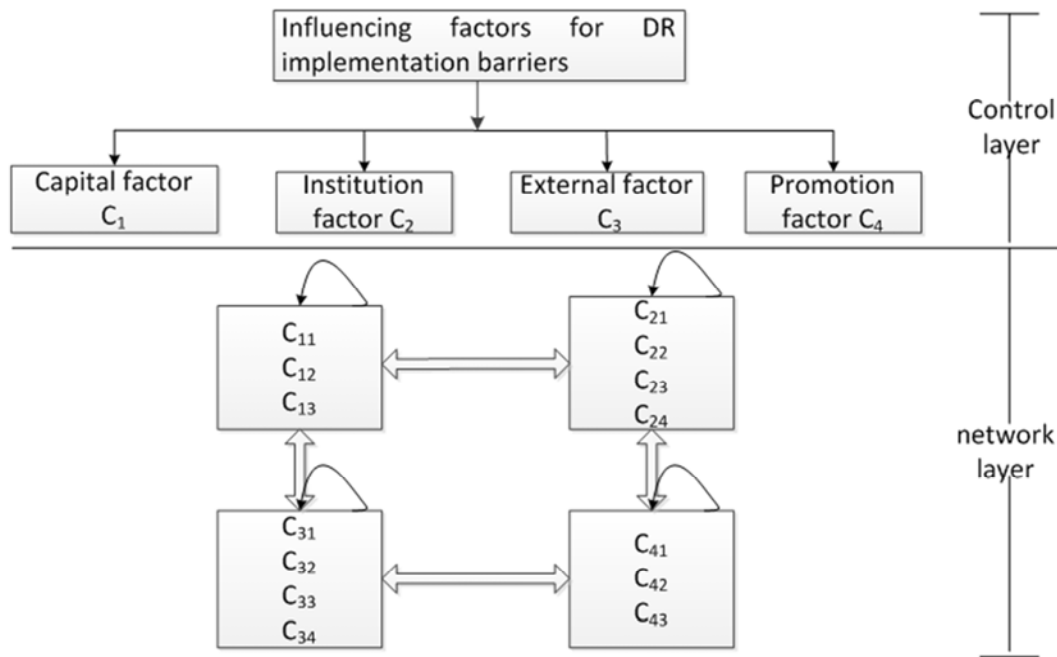 Influencing factors for DR
implementation barriers
Control
layer
Capital factor
C₁
Institution
factor C₂
External factor
C₃
Promotion
factor C₄
C₁₁
C₁₂
C₁₃
C₂₁
C₂₂
C₂₃
C₂₄
network
layer
C₃₁
C₃₂
C₃₃
C₃₄
C₄₁
C₄₂
C₄₃